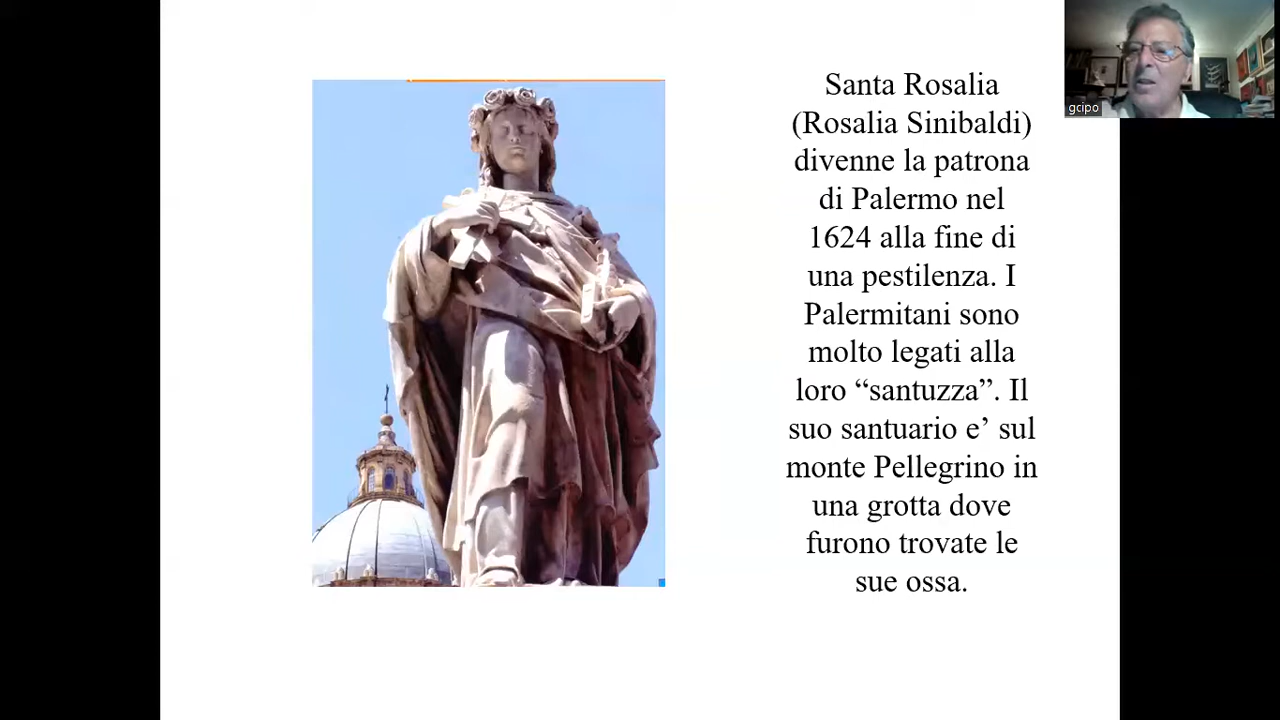 Santa Rosalia
(Rosalia Sinibaldi)
divenne la patrona
di Palermo nel
1624 alla fine di
una pestilenza. I
Palermitani sono
molto legati alla
loro “santuzza”. Il
suo santuario e’ sul
monte Pellegrino in
una grotta dove
furono trovate le
sue ossa.
gcipo